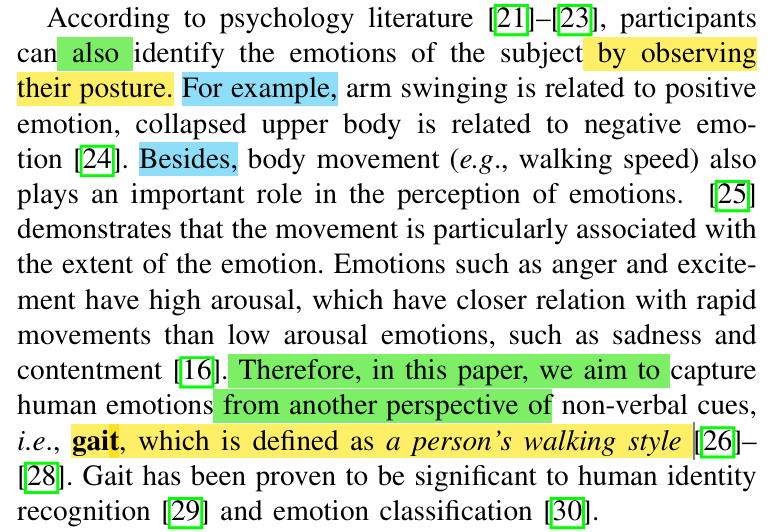 According to psychology literature [21]–[23], participants
can also identify the emotions of the subject by observing
their posture. For example, arm swinging is related to positive
emotion, collapsed upper body is related to negative emo-
tion [24]. Besides, body movement (e.g., walking speed) also
plays an important role in the perception of emotions. [25]
demonstrates that the movement is particularly associated with
the extent of the emotion. Emotions such as anger and excite-
ment have high arousal, which have closer relation with rapid
movements than low arousal emotions, such as sadness and
contentment [16]. Therefore, in this paper, we aim to capture
human emotions from another perspective of non-verbal cues,
i.e., gait, which is defined as a person's walking style [26]–
[28]. Gait has been proven to be significant to human identity
recognition [29] and emotion classification [30].